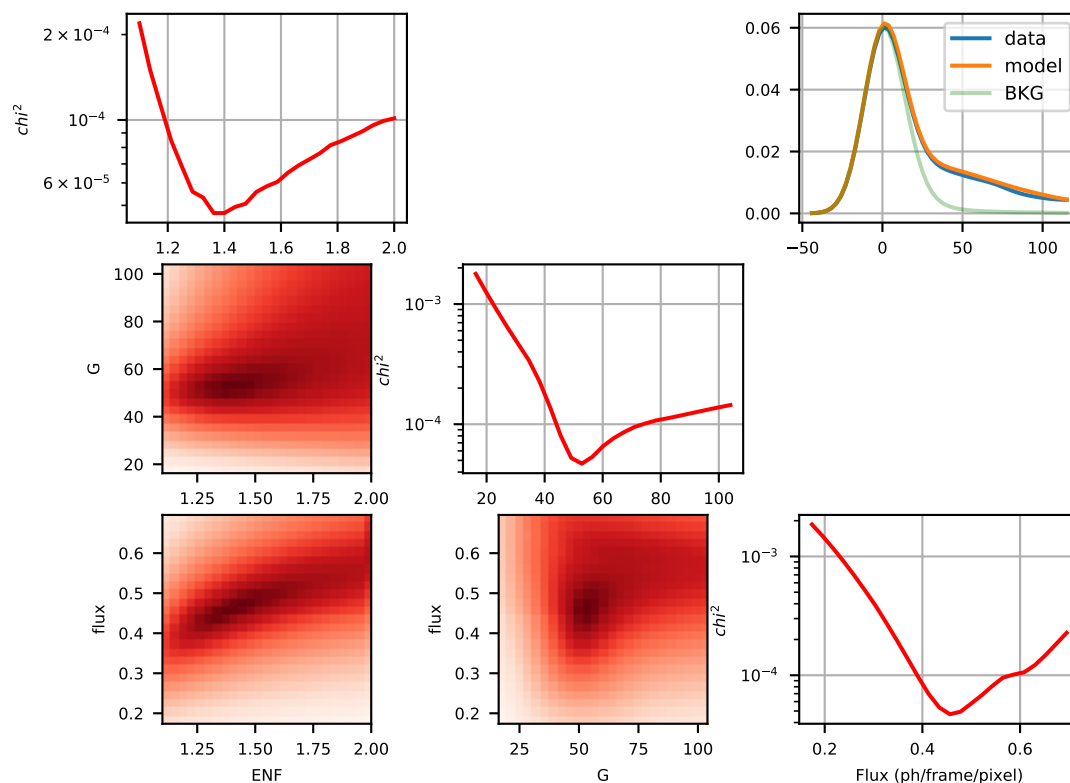 2 × 10⁻⁴
10⁻⁴
6 × 10⁻⁵
chi²
1.2 1.4 1.6 1.8 2.0
0.06
0.04
0.02
0.00
−50 0 50 100
data
model
BKG
100
80
60
40
20
G
1.25 1.50 1.75 2.00
10⁻³
10⁻⁴
chi²
20 40 60 80 100
0.6
0.5
0.4
0.3
0.2
flux
1.25 1.50 1.75 2.00
ENF
0.6
0.5
0.4
0.3
0.2
flux
25 50 75 100
G
10⁻³
10⁻⁴
chi²
0.2 0.4 0.6
Flux (ph/frame/pixel)